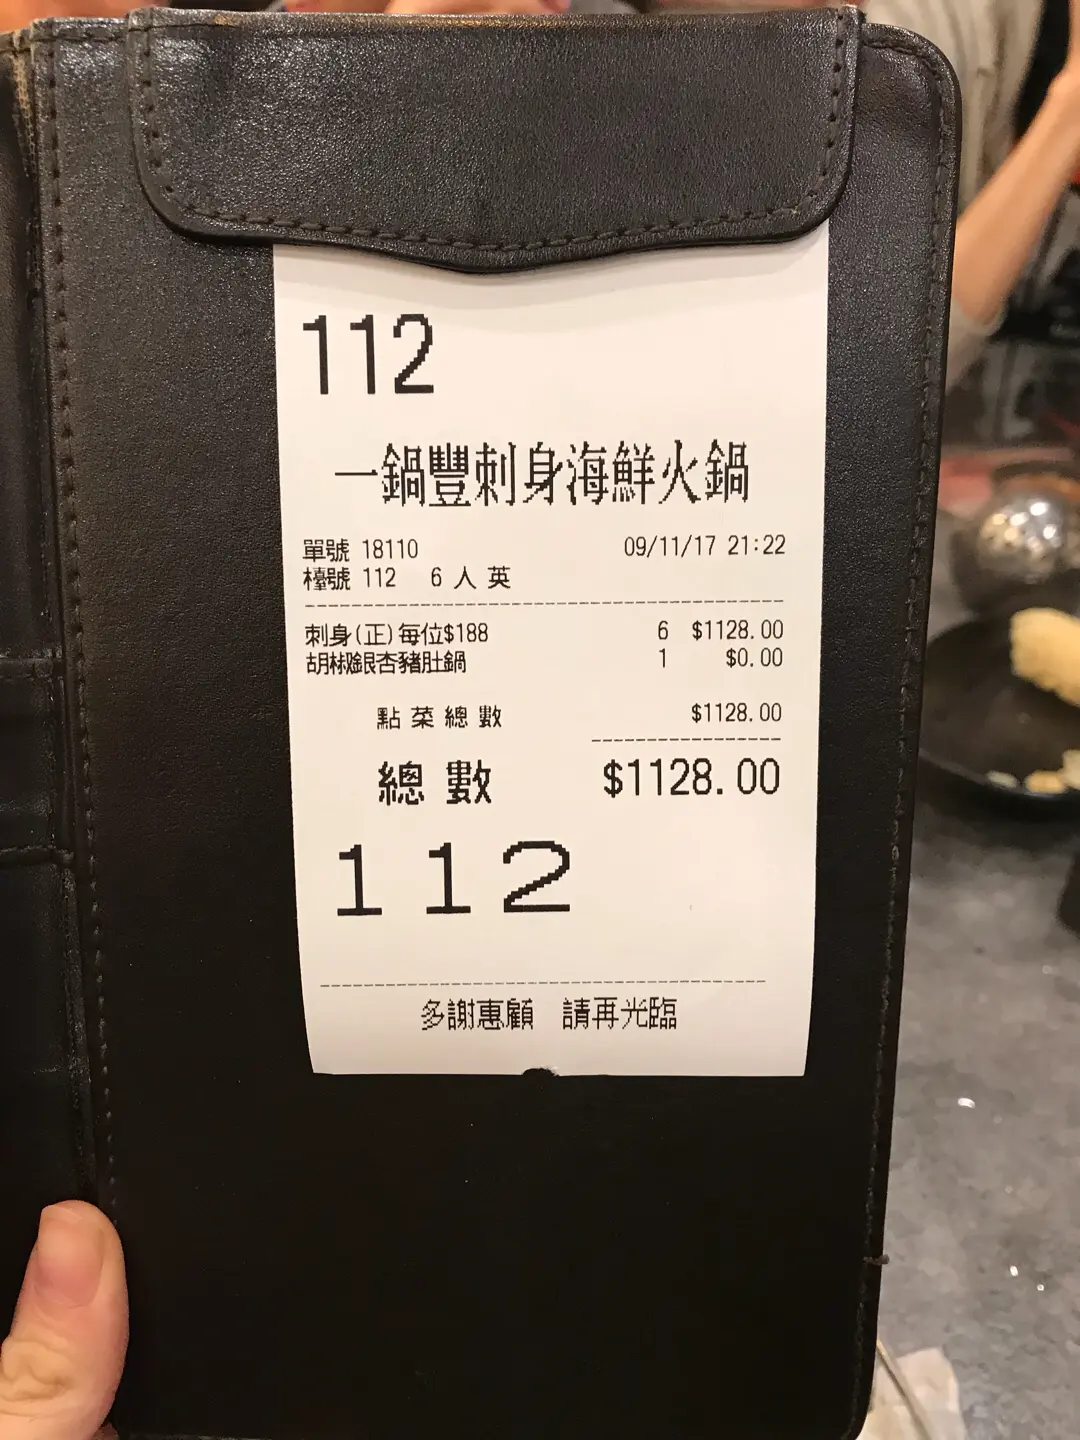 112
一鍋豐刺身海鮮火鍋
單號 18110 09/11/17 21:22
檯號 112 6 人 英
刺身(正)每位$188 6 $1128.00
胡椒銀杏豬肚鍋 1 $0.00
點菜總數 $1128.00
總數 $1128.00
112
多謝惠顧 請再光臨